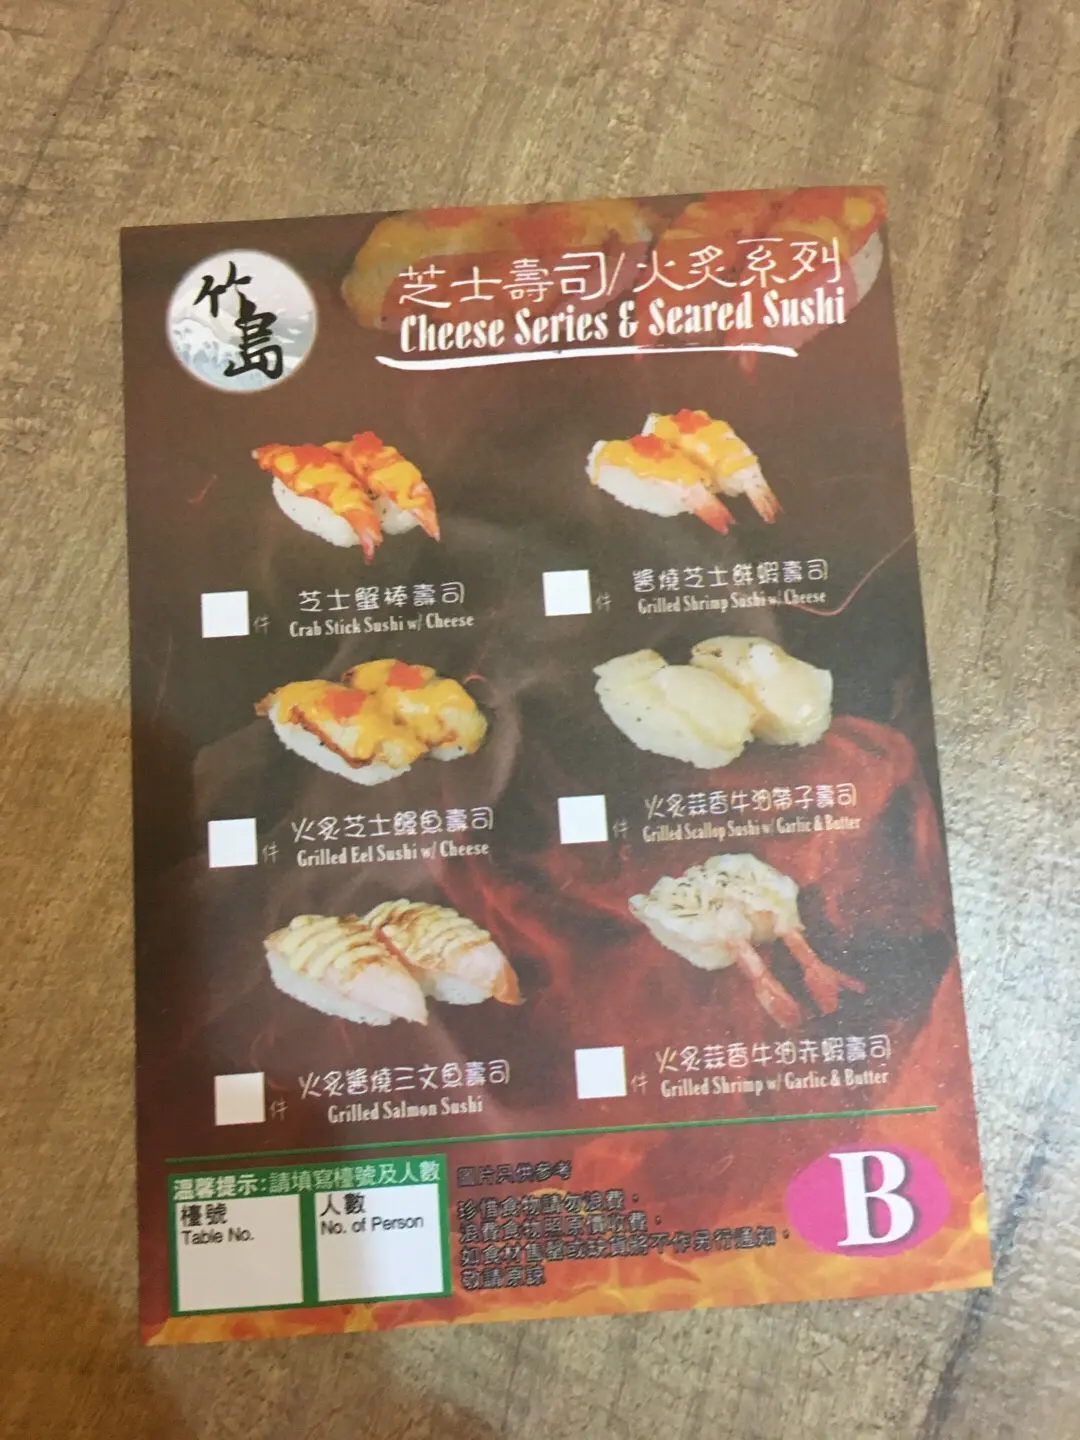 竹島
芝士壽司/火炙系列
Cheese Series & Seared Sushi
件
芝士蟹棒壽司
Crab Stick Sushi w/ Cheese
件
醬燒芝士鮮蝦壽司
Grilled Shrimp Sushi w/ Cheese
件
火炙芝士鰻魚壽司
Grilled Eel Sushi w/ Cheese
件
火炙蒜香牛油帶子壽司
Grilled Scallop Sushi w/ Garlic & Butter
件
火炙醬燒三文魚壽司
Grilled Salmon Sushi
件
火炙蒜香牛油赤蝦壽司
Grilled Shrimp w/ Garlic & Butter
溫馨提示：請填寫檯號及人數
檯號
Table No.
人數
No. of Person
圖片只供參考
珍惜食物請勿浪費，
浪費食物照原價收費，
如食材售罄或缺貨將不作另行通知，
敬請原諒
B